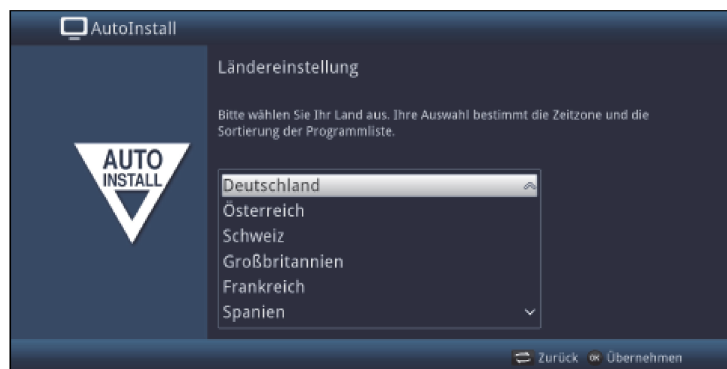 AutoInstall
Ländereinstellung
Bitte wählen Sie Ihr Land aus. Ihre Auswahl bestimmt die Zeitzone und die
Sortierung der Programmliste.
AUTO
INSTALL
Deutschland
Österreich
Schweiz
Großbritannien
Frankreich
Spanien
Zurück OK Übernehmen